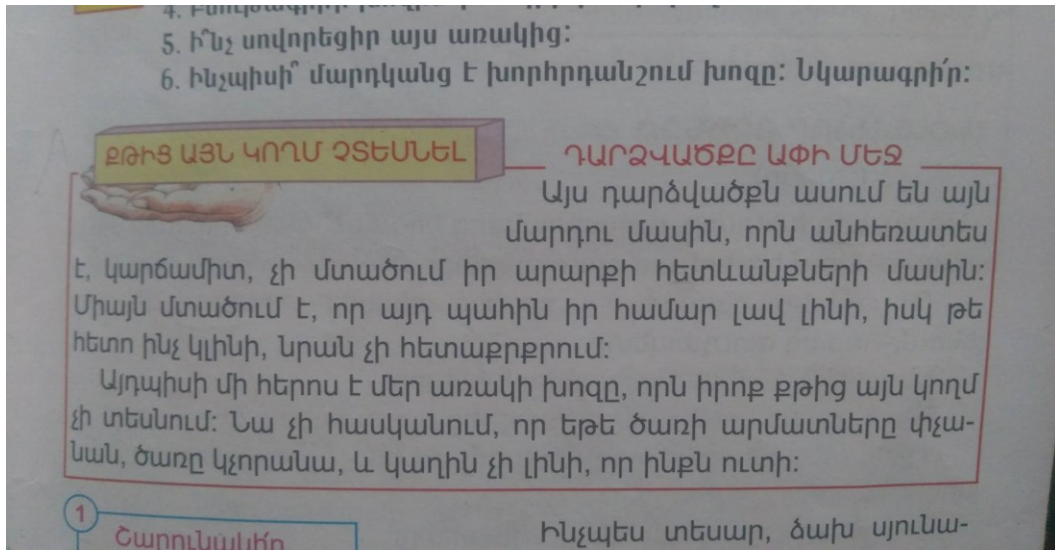 5. Ի՞նչ սովորեցիր այս առակից:
6. Ինչպիսի՞ մարդկանց է խորհրդանշում խոզը: Նկարագրի՛ր:
ՔԹԻՑ ԱՅՆ ԿՈՂՄ ՉՏԵՍՆԵԼ
ԴԱՐՁՎԱԾՔԸ ԱՓԻ ՄԵՋ
Այս դարձվածքն ասում են այն
մարդու մասին, որն անհեռատես
է, կարճամիտ, չի մտածում իր արարքի հետևանքների մասին:
Միայն մտածում է, որ այդ պահին իր համար լավ լինի, իսկ թե
հետո ինչ կլինի, նրան չի հետաքրքրում:
Այդպիսի մի հերոս է մեր առակի խոզը, որն իրոք քթից այն կողմ
չի տեսնում: Նա չի հասկանում, որ եթե ծառի արմատները փչա-
նան, ծառը կչորանա, և կաղին չի լինի, որ ինքն ուտի:
1
Շարունակի՛ր
Ինչպես տեսար, ձախ սյունա-